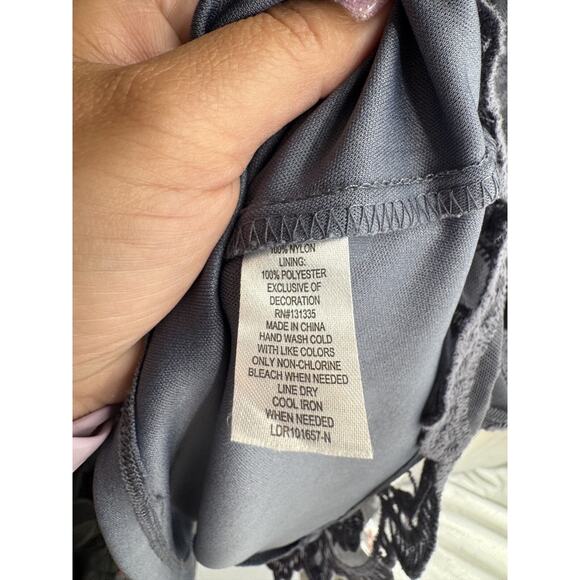 100% NYLON
LINING:
100% POLYESTER
EXCLUSIVE OF
DECORATION
RN#131335
MADE IN CHINA
HAND WASH COLD
WITH LIKE COLORS
ONLY NON-CHLORINE
BLEACH WHEN NEEDED
LINE DRY
COOL IRON
WHEN NEEDED
LDR101657-N